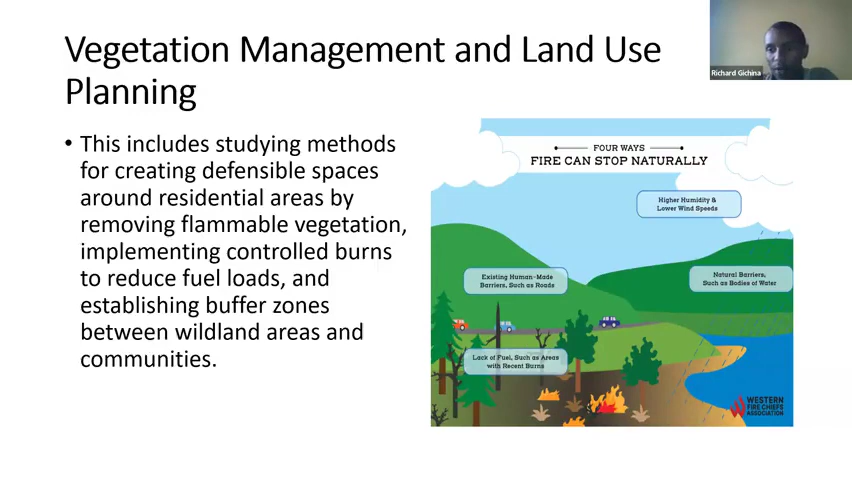 Vegetation Management and Land Use
Planning
Richard Gichina
• This includes studying methods
for creating defensible spaces
around residential areas by
removing flammable vegetation,
implementing controlled burns
to reduce fuel loads, and
establishing buffer zones
between wildland areas and
communities.
FOUR WAYS
FIRE CAN STOP NATURALLY
Higher Humidity &
Lower Wind Speeds
Existing Human-Made
Barriers, Such as Roads
Natural Barriers,
Such as Bodies of Water
Lack of Fuel, Such as Areas
with Recent Burns
WESTERN
FIRE CHIEFS
ASSOCIATION